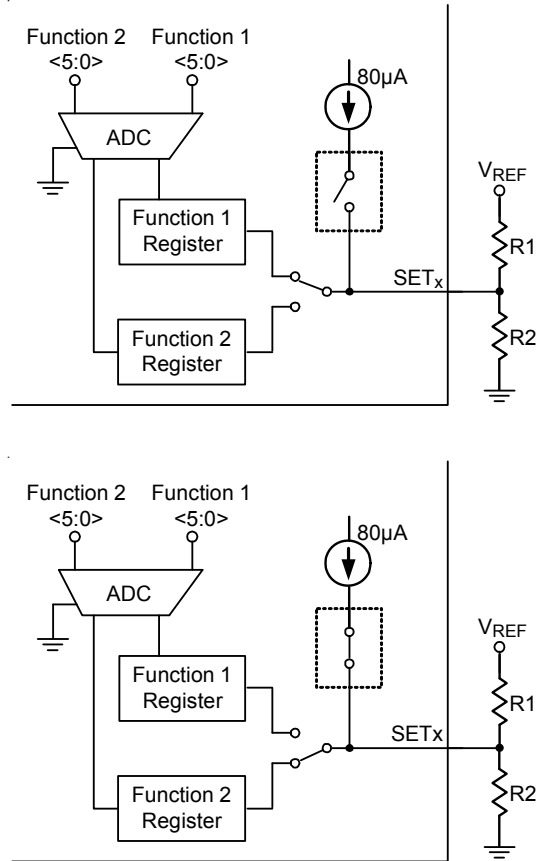 Function 2 Function 1
<5:0> <5:0>
80µA
ADC
VREF
Function 1
Register
R1
SETx
Function 2
Register
R2
Function 2 Function 1
<5:0> <5:0>
80µA
ADC
VREF
Function 1
Register
R1
SETx
Function 2
Register
R2